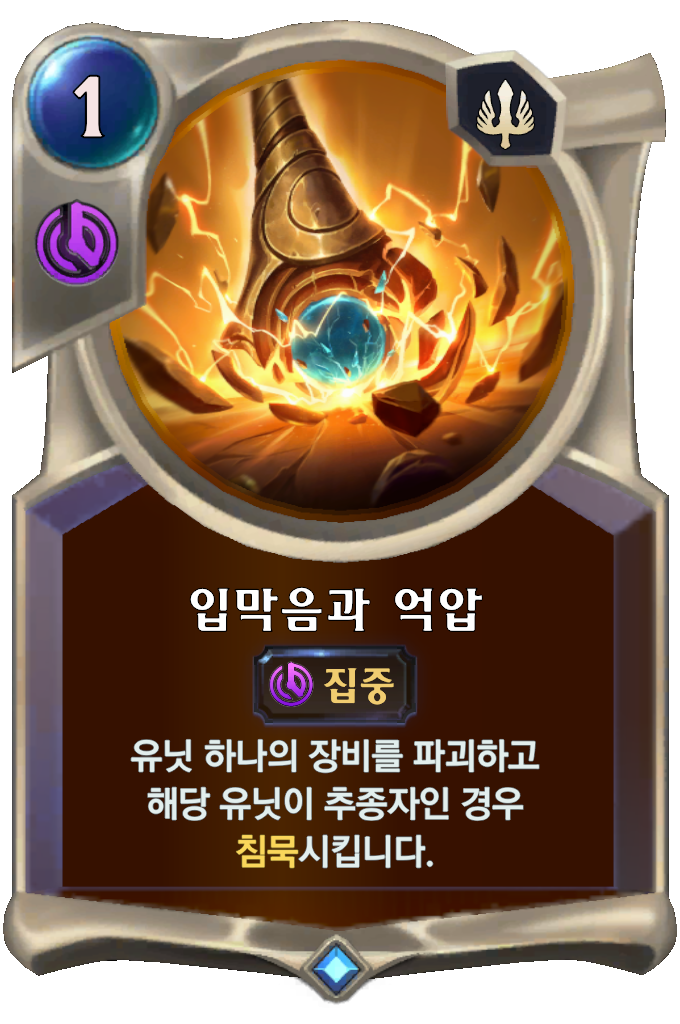 1
입막음과 억압
집중
유닛 하나의 장비를 파괴하고
해당 유닛이 추종자인 경우
침묵시킵니다.